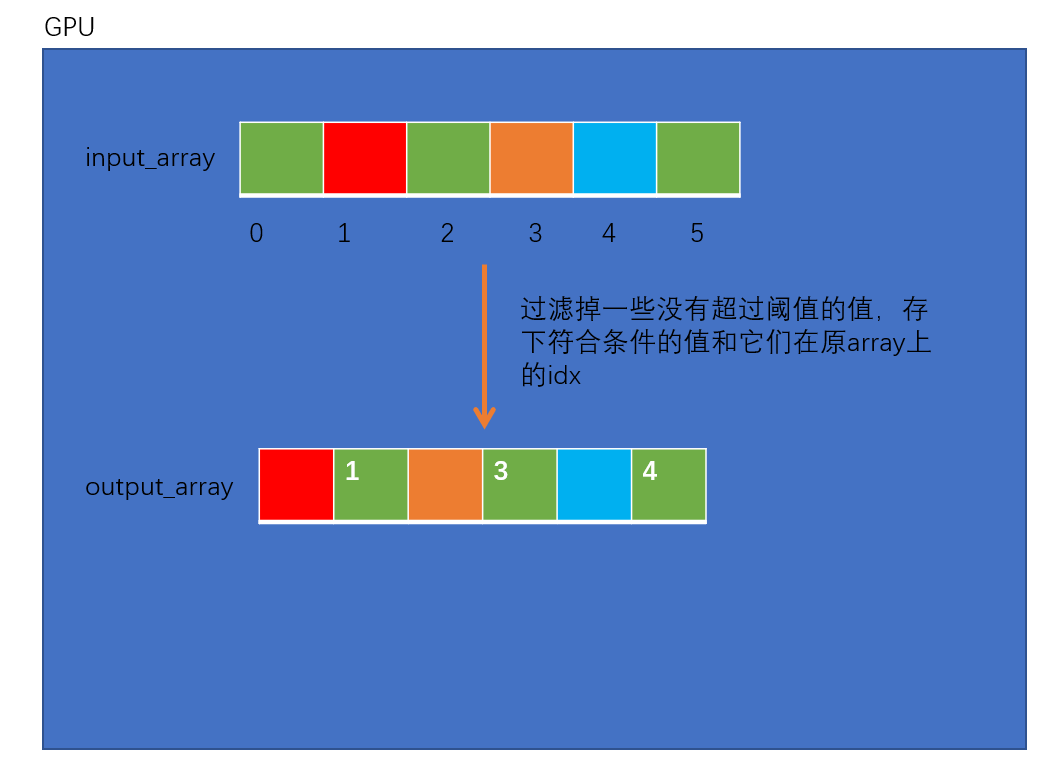 GPU
input_array
0 1 2 3 4 5
过滤掉一些没有超过阈值的值，存
下符合条件的值和它们在原array上
的idx
output_array
1 3 4